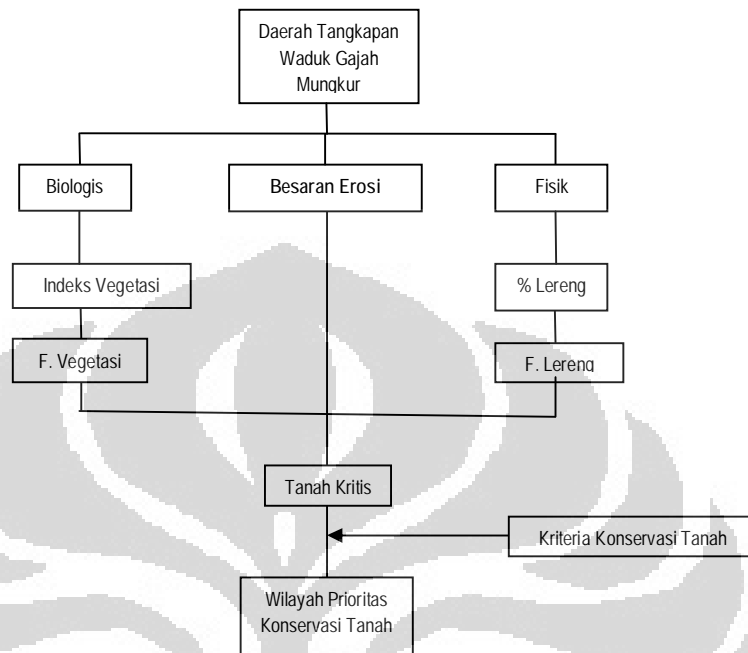 Daerah Tangkapan
Waduk Gajah
Mungkur
Biologis
Besaran Erosi
Fisik
Indeks Vegetasi
% Lereng
F. Vegetasi
F. Lereng
Tanah Kritis
Kriteria Konservasi Tanah
Wilayah Prioritas
Konservasi Tanah